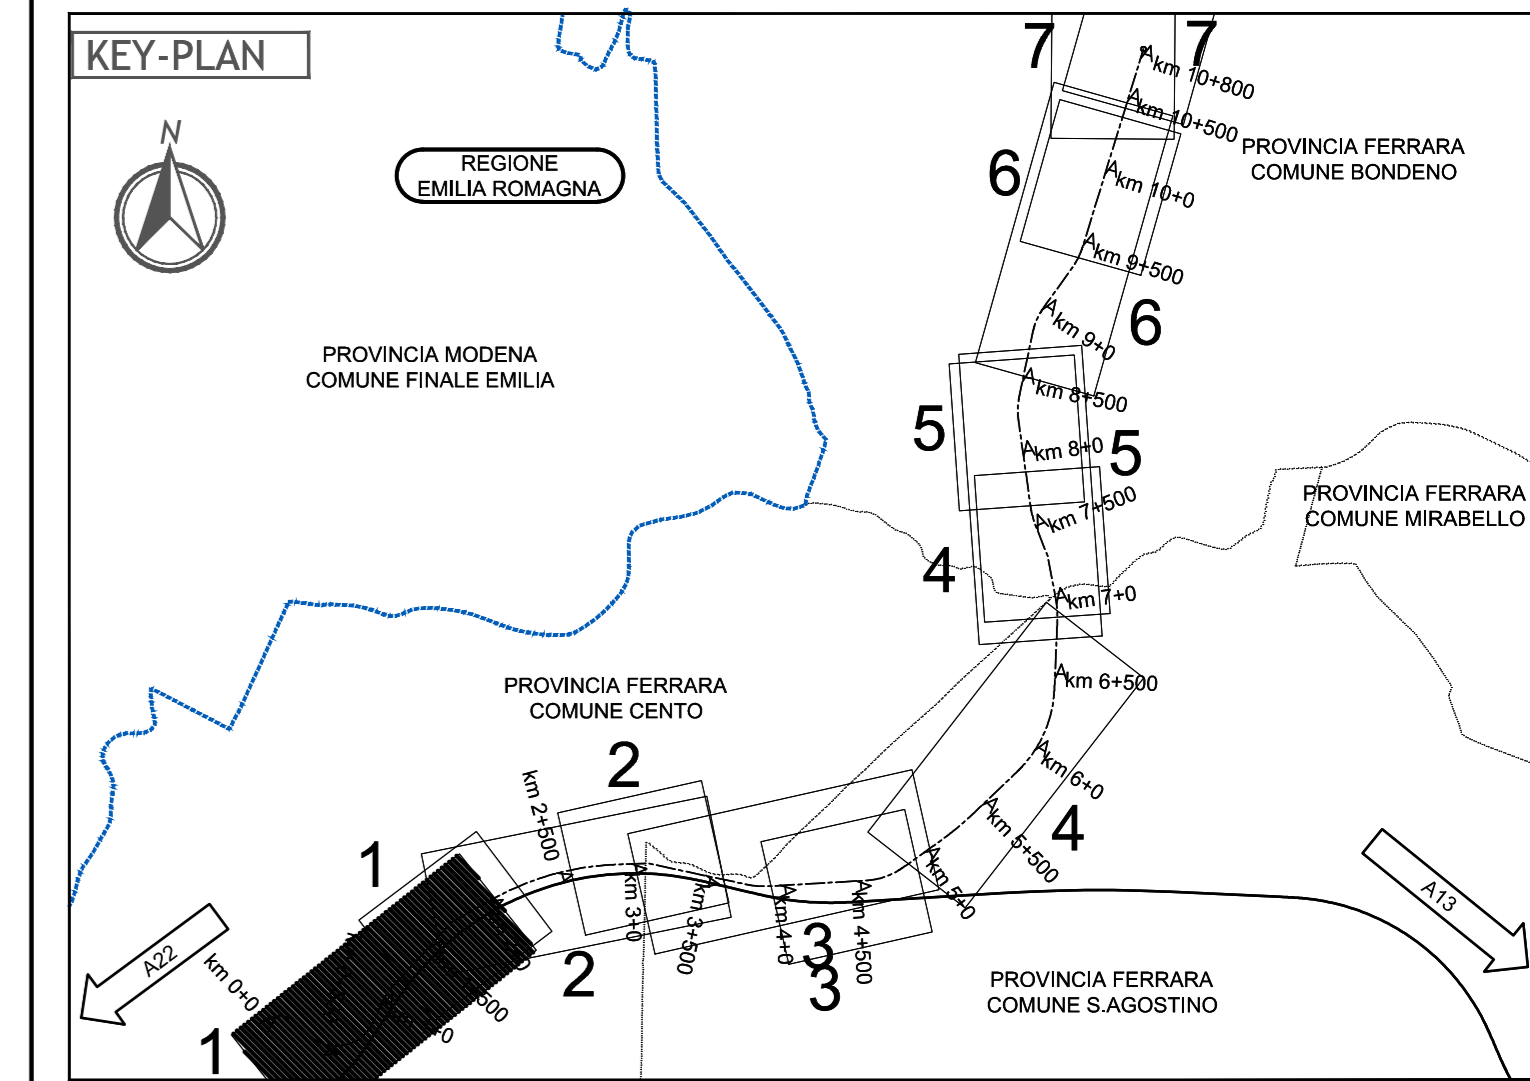 KEY-PLAN
N
REGIONE
EMILIA ROMAGNA
7
7
km 10+800
km 10+500
PROVINCIA FERRARA
COMUNE BONDENO
6
km 10+0
km 9+500
6
km 9+0
PROVINCIA MODENA
COMUNE FINALE EMILIA
km 8+500
5
km 8+0
5
km 7+500
PROVINCIA FERRARA
COMUNE MIRABELLO
4
km 7+0
km 6+500
PROVINCIA FERRARA
COMUNE CENTO
km 6+0
2
km 2+500
km 5+500
4
1
km 5+0
km 3+0
km 3+500
km 4+0
km 4+500
3
3
2
A22
A13
km 0+0
PROVINCIA FERRARA
COMUNE S.AGOSTINO
1